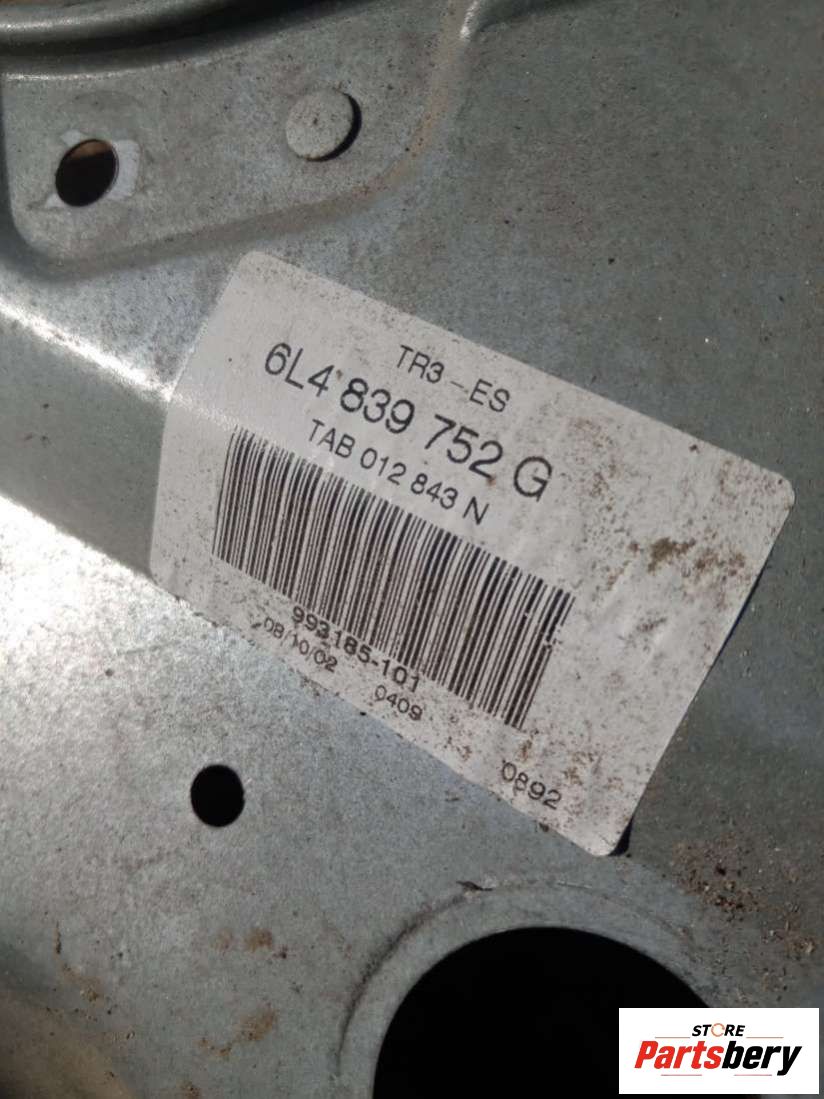 TR3-ES
6L4 839 752 G
TAB 012 843 N
993185-101
08/10/02 0409
0892
STORE
Partsbery